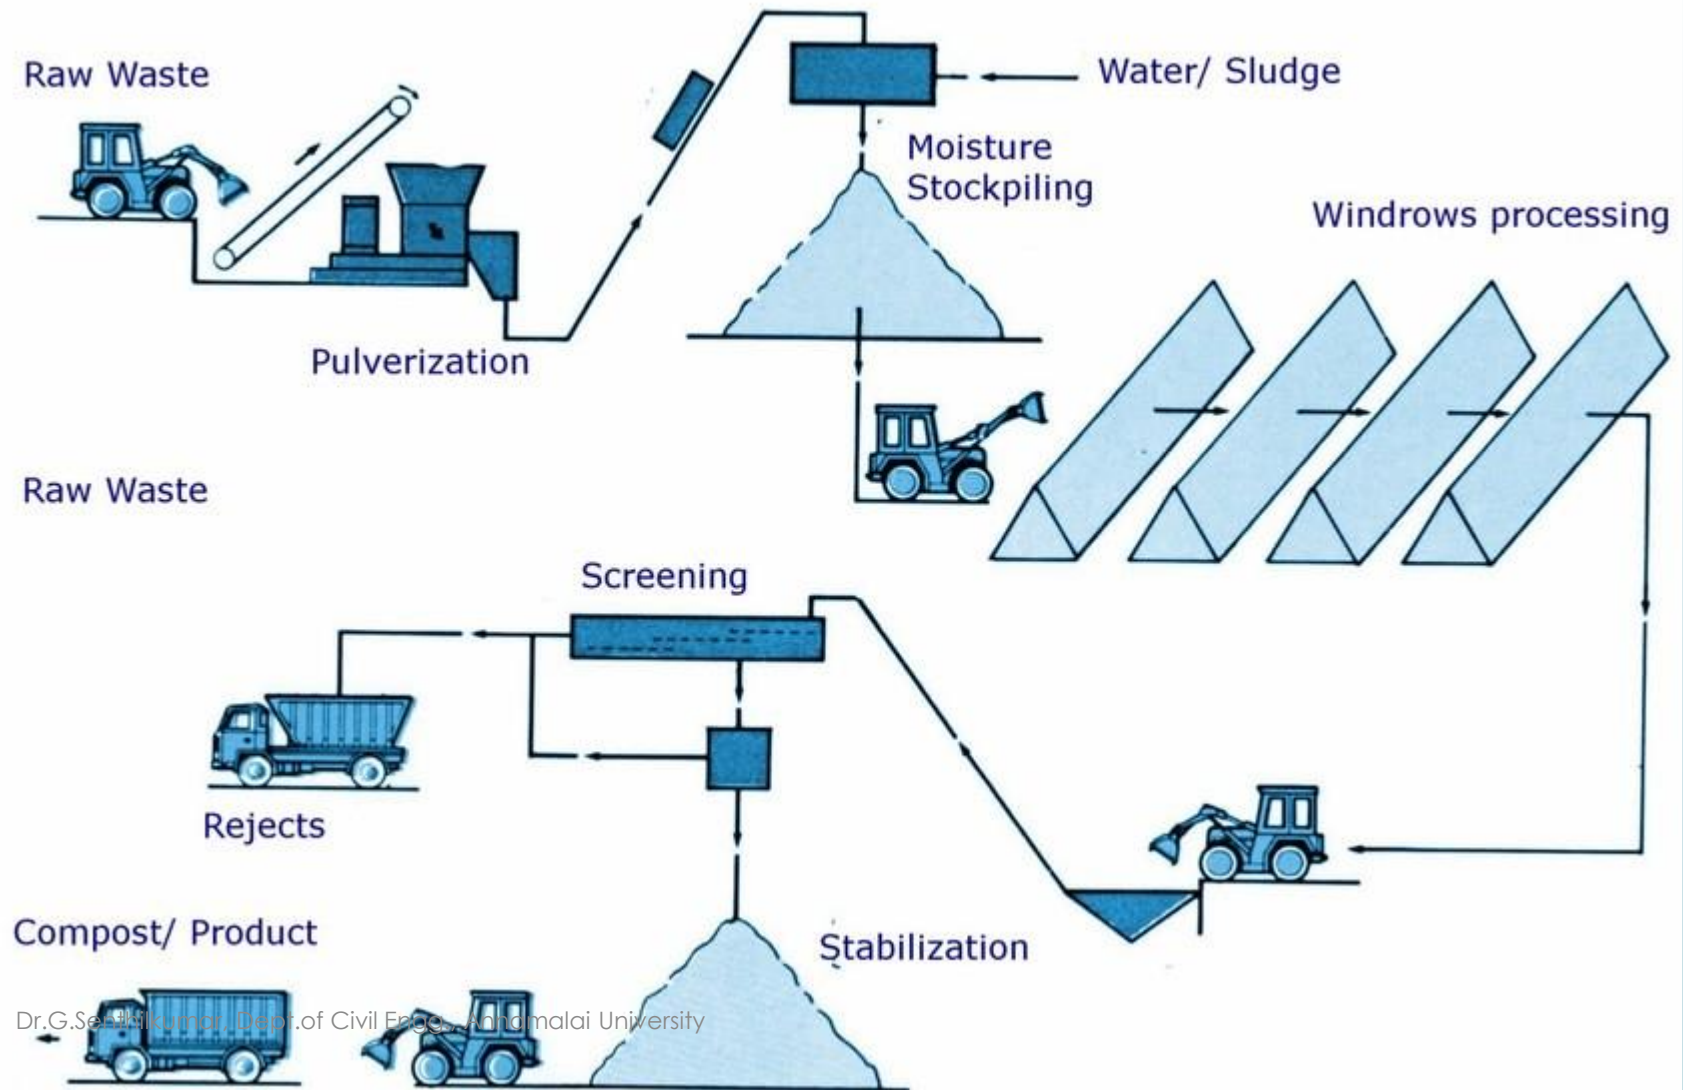 Raw Waste
Water/ Sludge
Moisture
Stockpiling
Windrows processing
Pulverization
Raw Waste
Screening
Rejects
Compost/ Product
Stabilization
Dr.G.Senthilkumar, Dept.of Civil Engg., Annamalai University